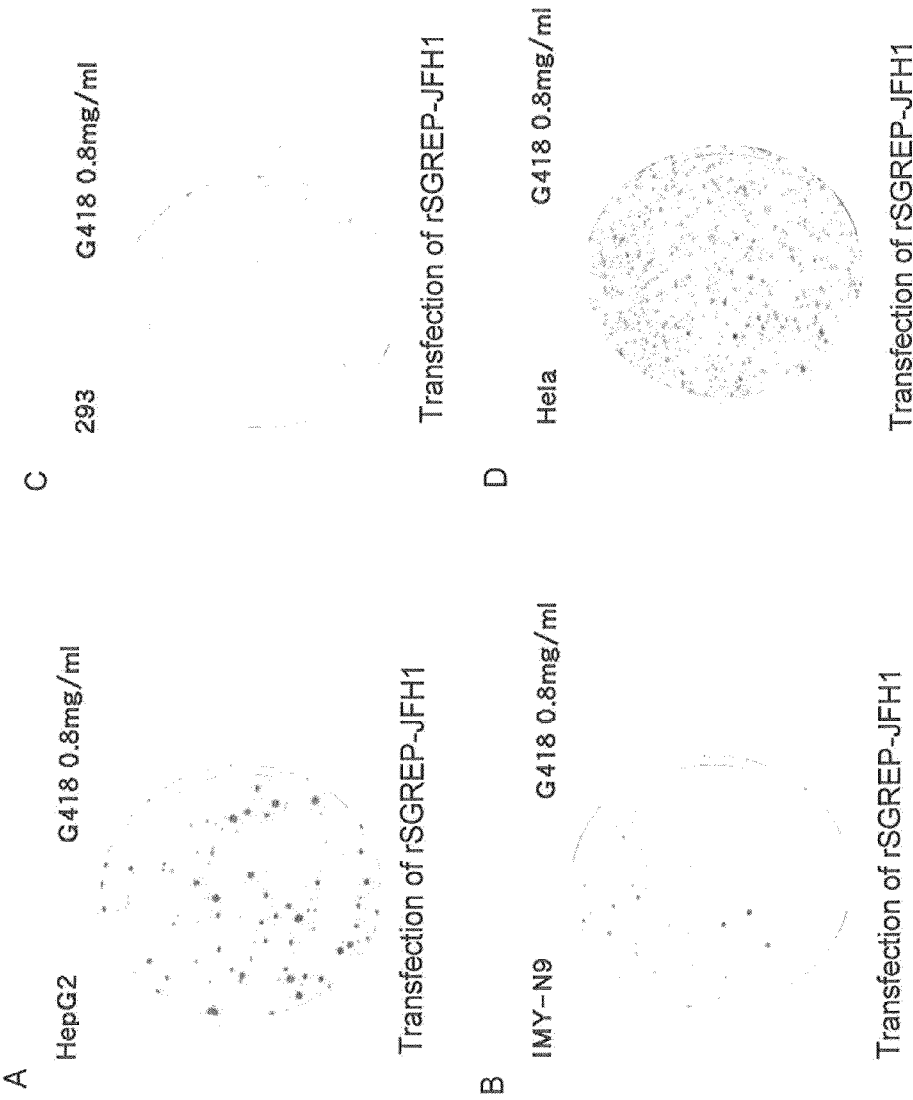 A
HepG2 G418 0.8mg/ml
Transfection of rSGREP-JFH1
B
IMY-N9 G418 0.8mg/ml
Transfection of rSGREP-JFH1
C
293 G418 0.8mg/ml
Transfection of rSGREP-JFH1
D
Hela G418 0.8mg/ml
Transfection of rSGREP-JFH1